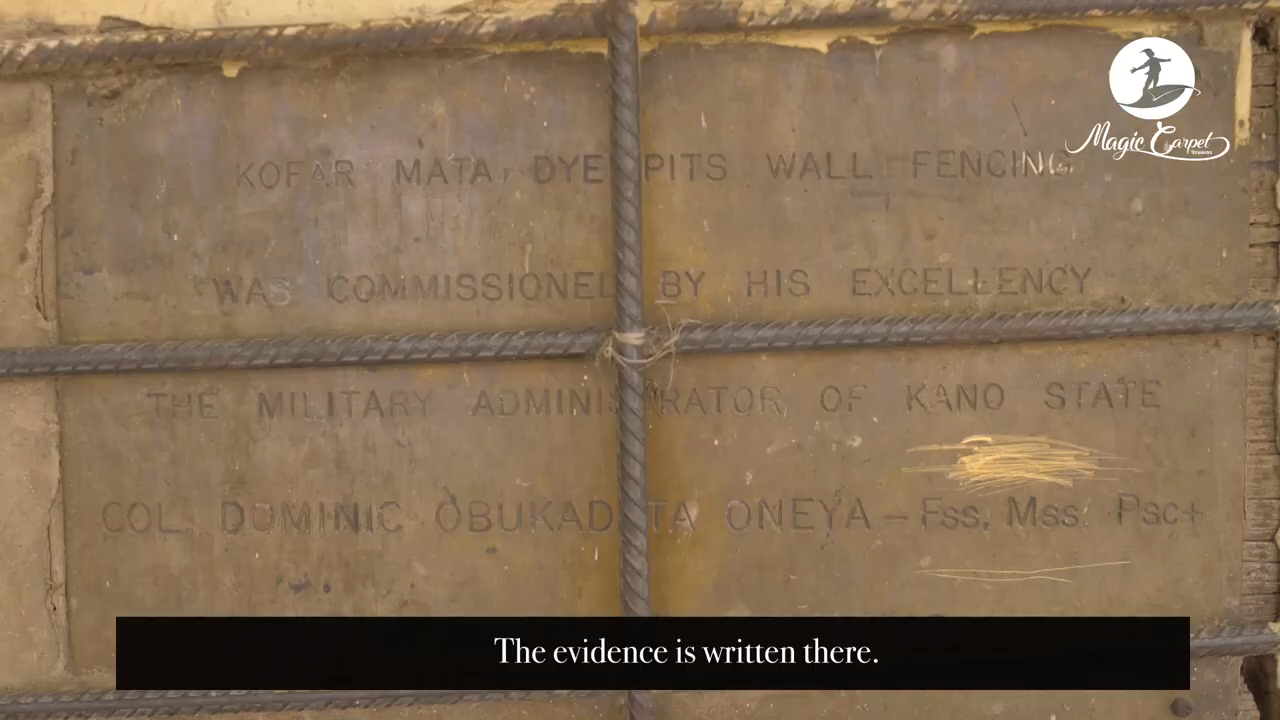 Magic Carpet
STUDIOS
KOFAR MATA, DYE PITS WALL FENCING
WAS COMMISSIONED BY HIS EXCELLENCY
THE MILITARY ADMINISTRATOR OF KANO STATE
COL. DOMINIC OBUKADATA ONEYA – Fss, Mss, Psc+
The evidence is written there.